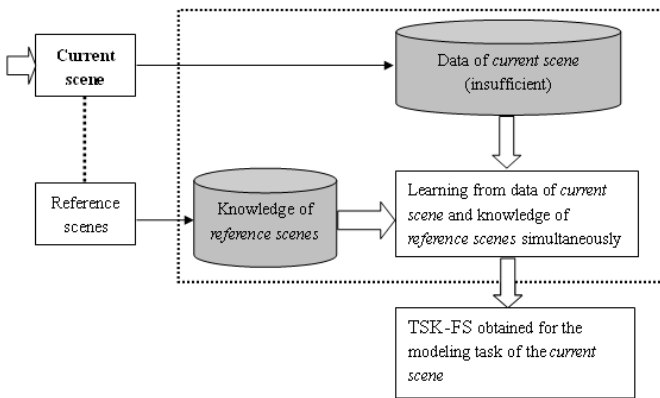 Current
scene
Data of current scene
(insufficient)
Reference
scenes
Knowledge of
reference scenes
Learning from data of current
scene and knowledge of
reference scenes simultaneously
TSK-FS obtained for the
modeling task of the current
scene